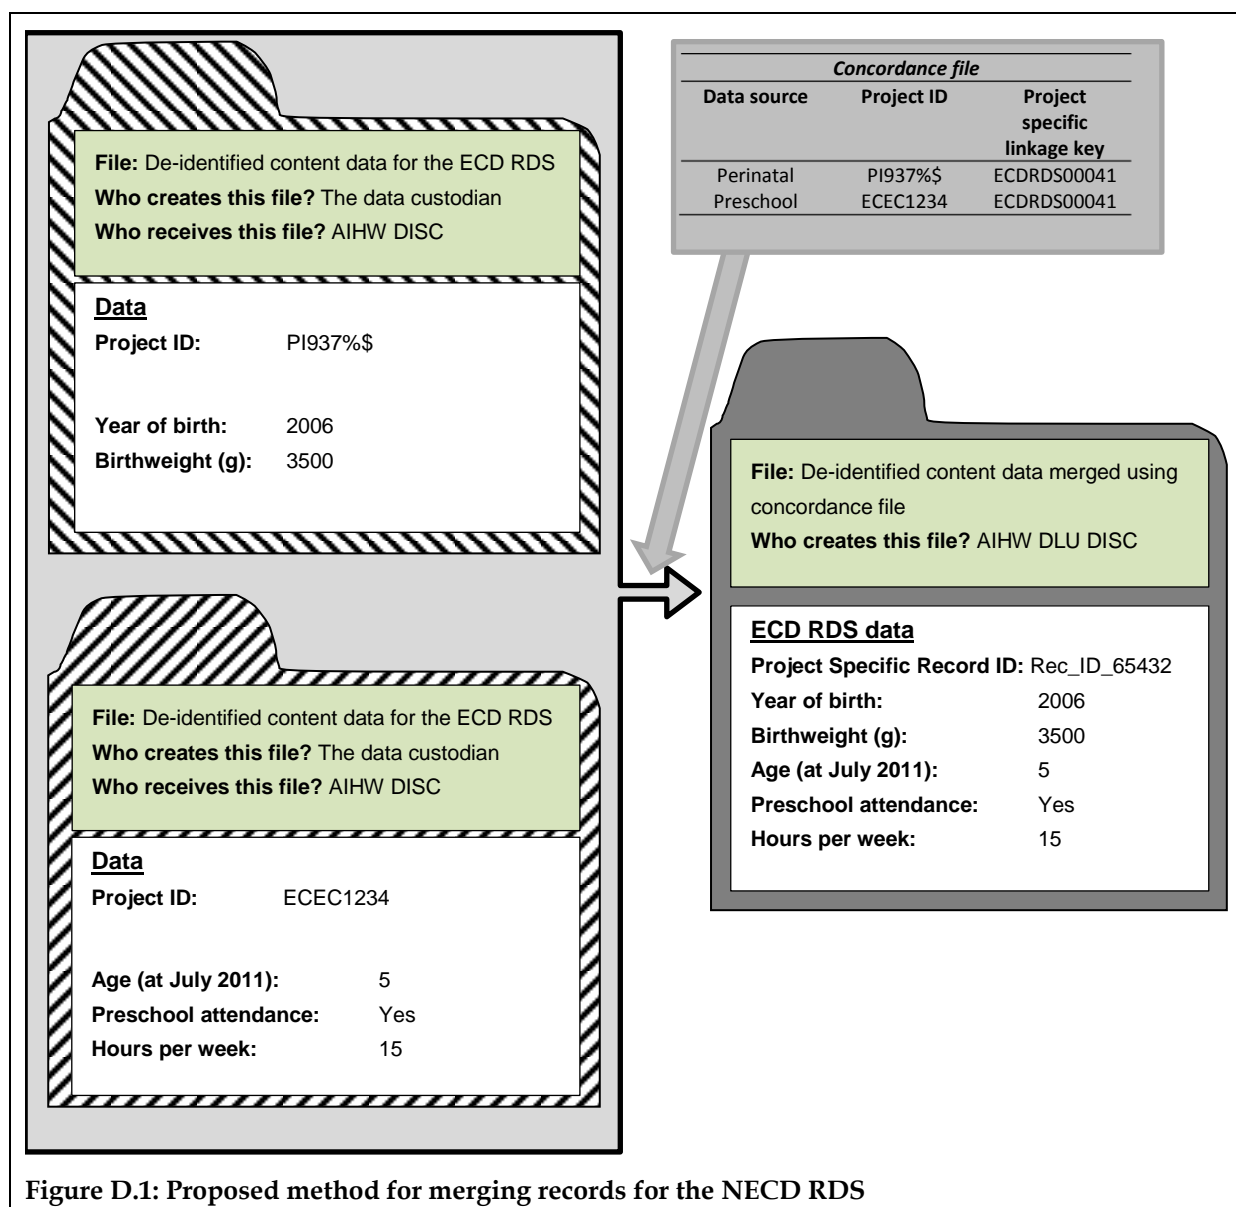 File: De-identified content data for the ECD RDS
Who creates this file? The data custodian
Who receives this file? AIHW DISC
Data
Project ID: PI937%$
Year of birth: 2006
Birthweight (g): 3500
File: De-identified content data for the ECD RDS
Who creates this file? The data custodian
Who receives this file? AIHW DISC
Data
Project ID: ECEC1234
Age (at July 2011): 5
Preschool attendance: Yes
Hours per week: 15
Concordance file
Data source Project ID Project
specific
linkage key
Perinatal PI937%$ ECDRDS00041
Preschool ECEC1234 ECDRDS00041
File: De-identified content data merged using
concordance file
Who creates this file? AIHW DLU DISC
ECD RDS data
Project Specific Record ID: Rec_ID_65432
Year of birth: 2006
Birthweight (g): 3500
Age (at July 2011): 5
Preschool attendance: Yes
Hours per week: 15
Figure D.1: Proposed method for merging records for the NECD RDS